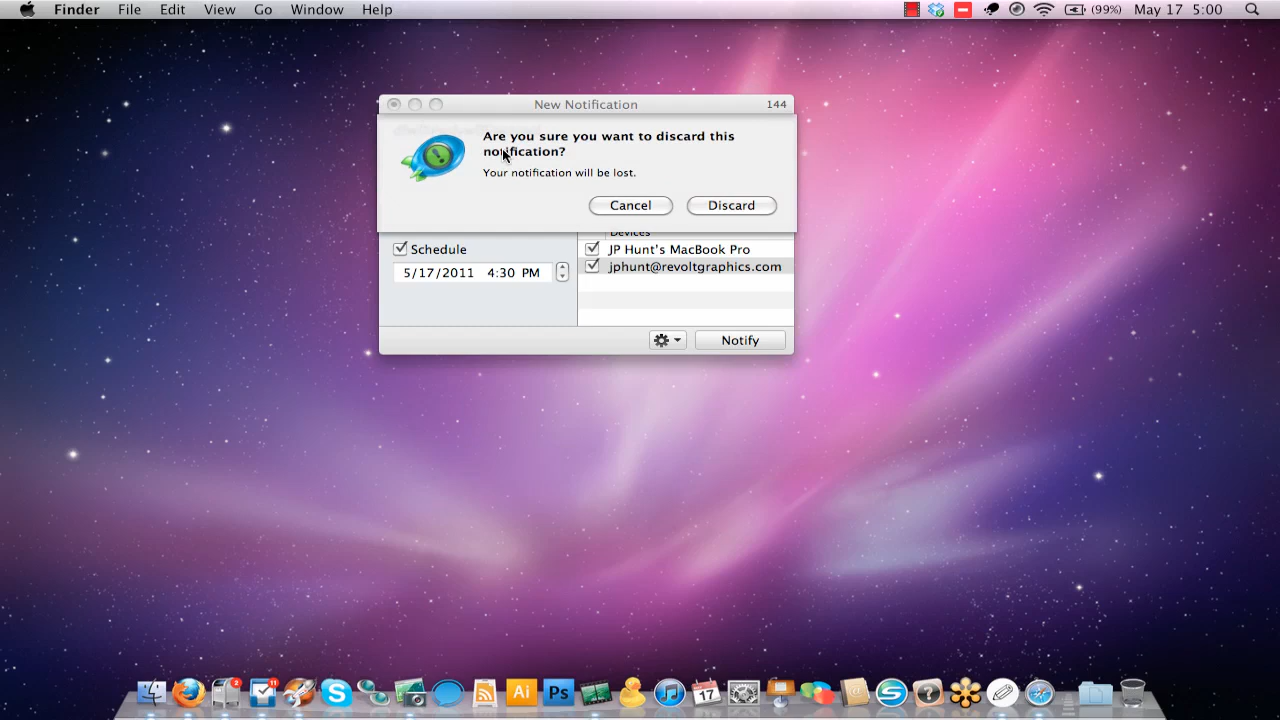 Finder File Edit View Go Window Help (99%) May 17 5:00
New Notification 144
Are you sure you want to discard this
notification?
Your notification will be lost.
Cancel Discard
Devices
Schedule JP Hunt's MacBook Pro
5/17/2011 4:30 PM jphunt@revoltgraphics.com
Notify
2 11 Ai Ps 17 S ?